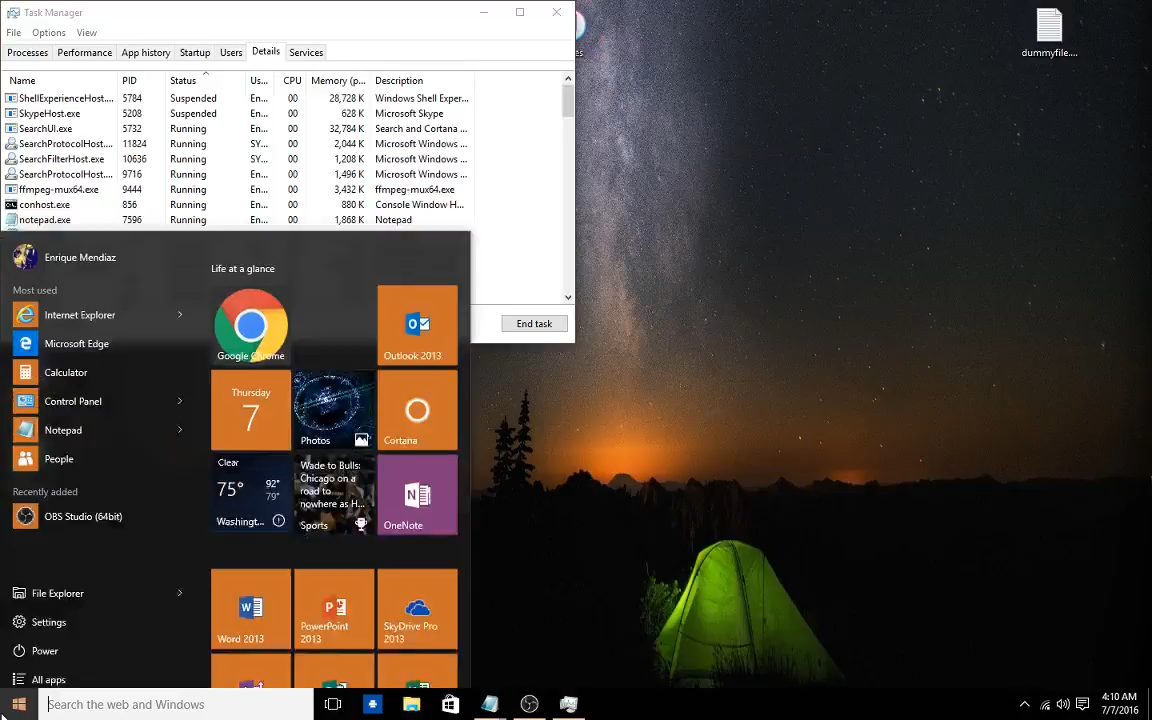 Task Manager
File Options View
Processes Performance App history Startup Users Details Services
Name PID Status Us... CPU Memory (p... Description
ShellExperienceHost.... 5784 Suspended En... 00 28,728 K Windows Shell Exper...
SkypeHost.exe 5208 Suspended En... 00 628 K Microsoft Skype
SearchUI.exe 5732 Running En... 00 32,784 K Search and Cortana ...
SearchProtocolHost.... 11824 Running SY... 00 2,044 K Microsoft Windows ...
SearchFilterHost.exe 10636 Running SY... 00 1,208 K Microsoft Windows ...
SearchProtocolHost.... 9716 Running En... 00 1,496 K Microsoft Windows ...
ffmpeg-mux64.exe 9444 Running En... 00 3,432 K ffmpeg-mux64.exe
conhost.exe 856 Running En... 00 880 K Console Window H...
notepad.exe 7596 Running En... 00 1,868 K Notepad
End task
es
dummyfile....
Enrique Mendiaz
Most used
Internet Explorer
Microsoft Edge
Calculator
Control Panel
Notepad
People
Recently added
OBS Studio (64bit)
File Explorer
Settings
Power
All apps
Life at a glance
Google Chrome
Outlook 2013
Thursday
7
Photos
Cortana
Clear
75° 92°
79°
Washingt...
Wade to Bulls:
Chicago on a
road to
nowhere as H...
Sports
OneNote
Word 2013
PowerPoint
2013
SkyDrive Pro
2013
Search the web and Windows
4:10 AM
7/7/2016